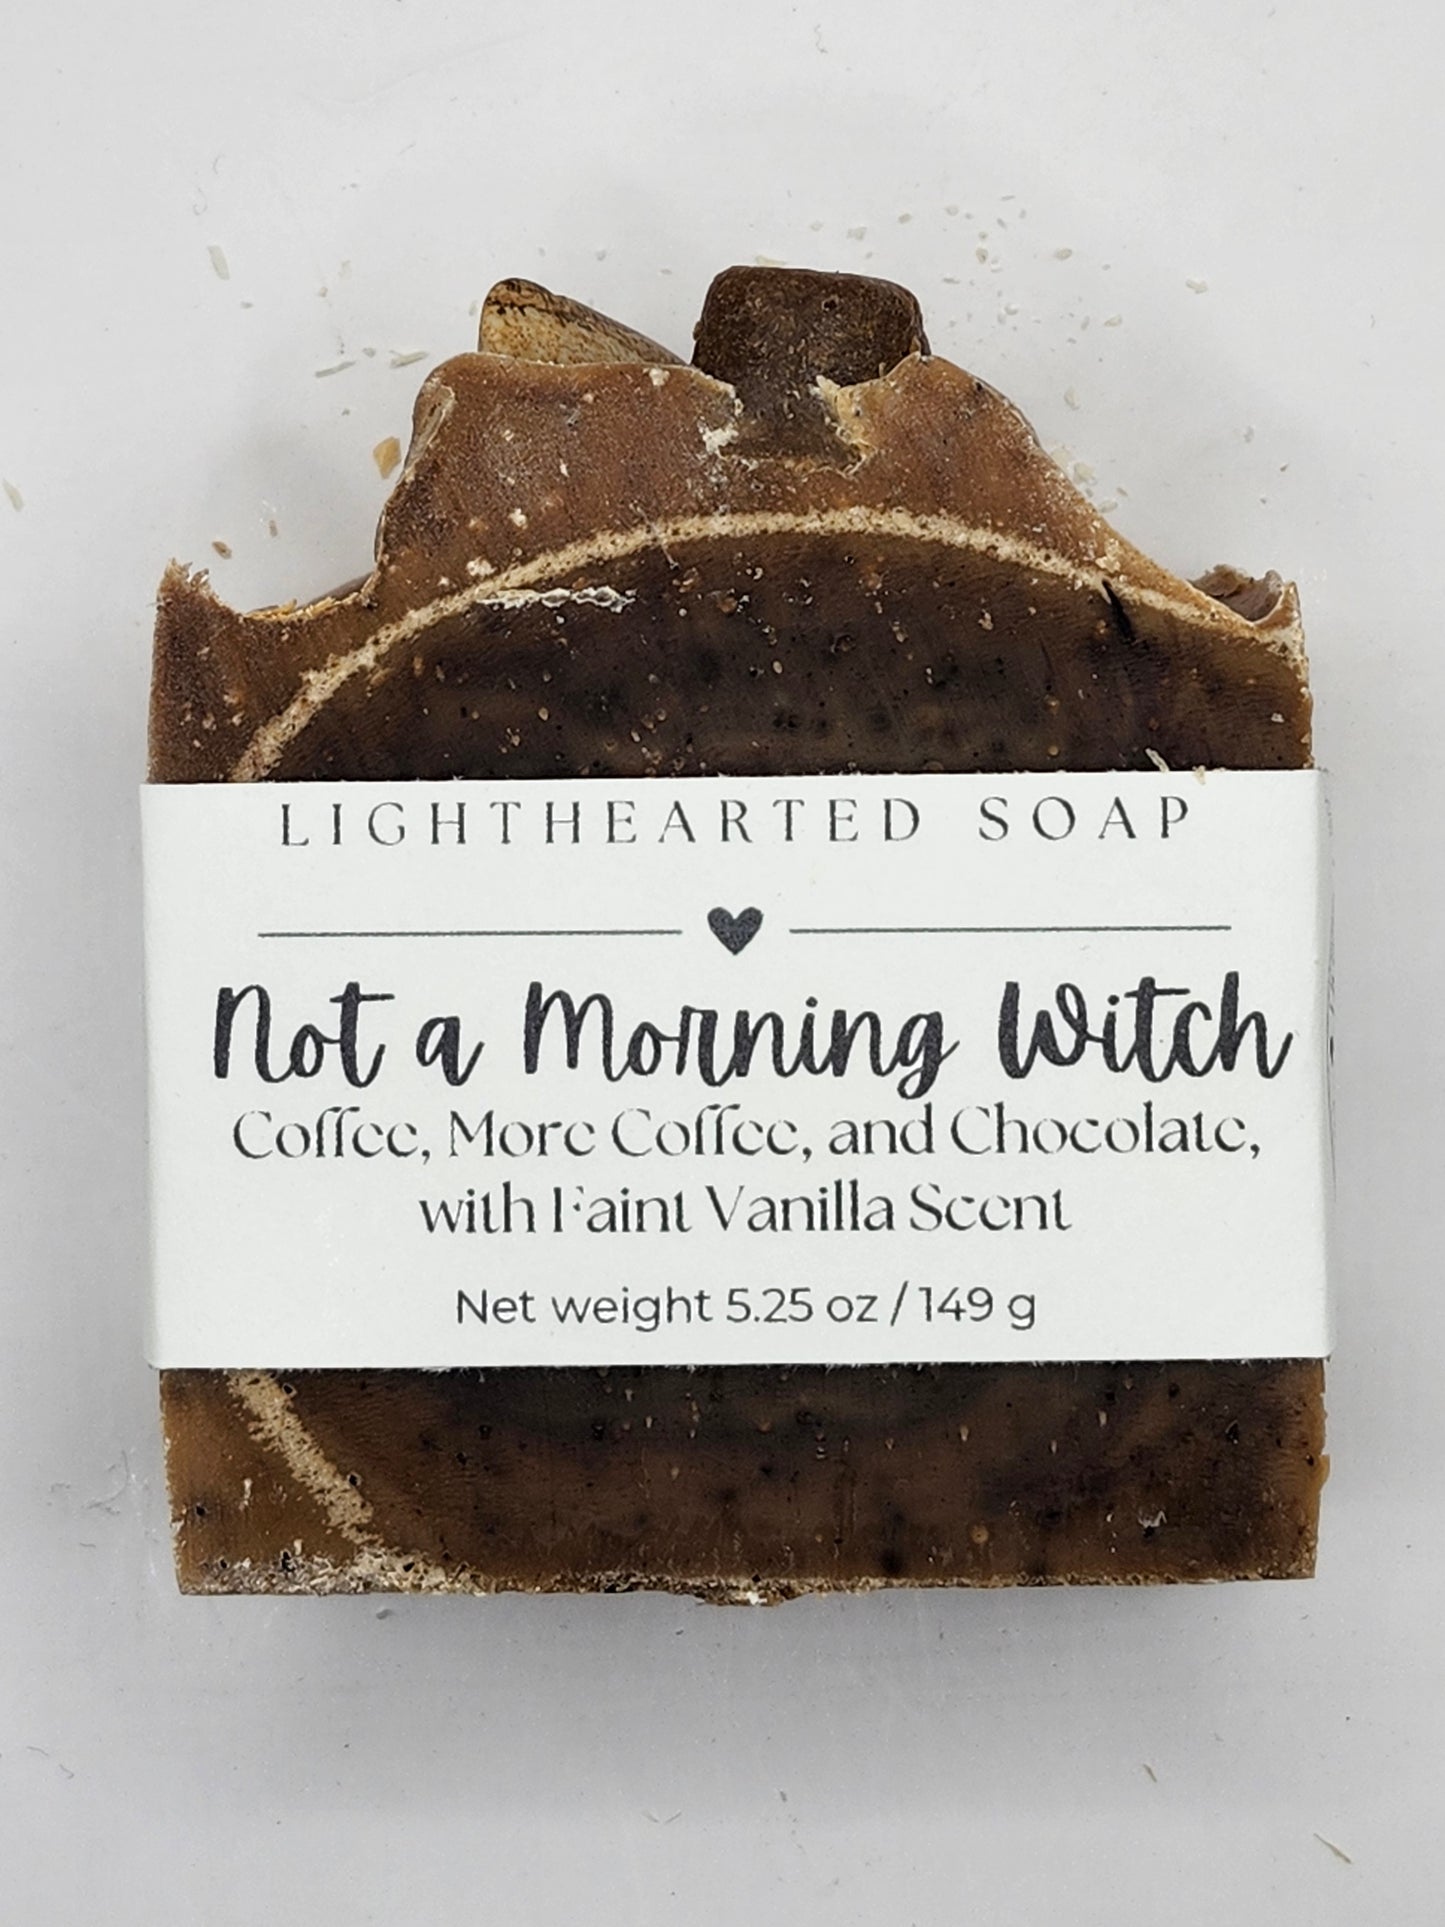 LIGHTHEARTED SOAP
Not a Morning Witch
Coffee, More Coffee, and Chocolate,
with Faint Vanilla Scent
Net weight 5.25 oz / 149 g